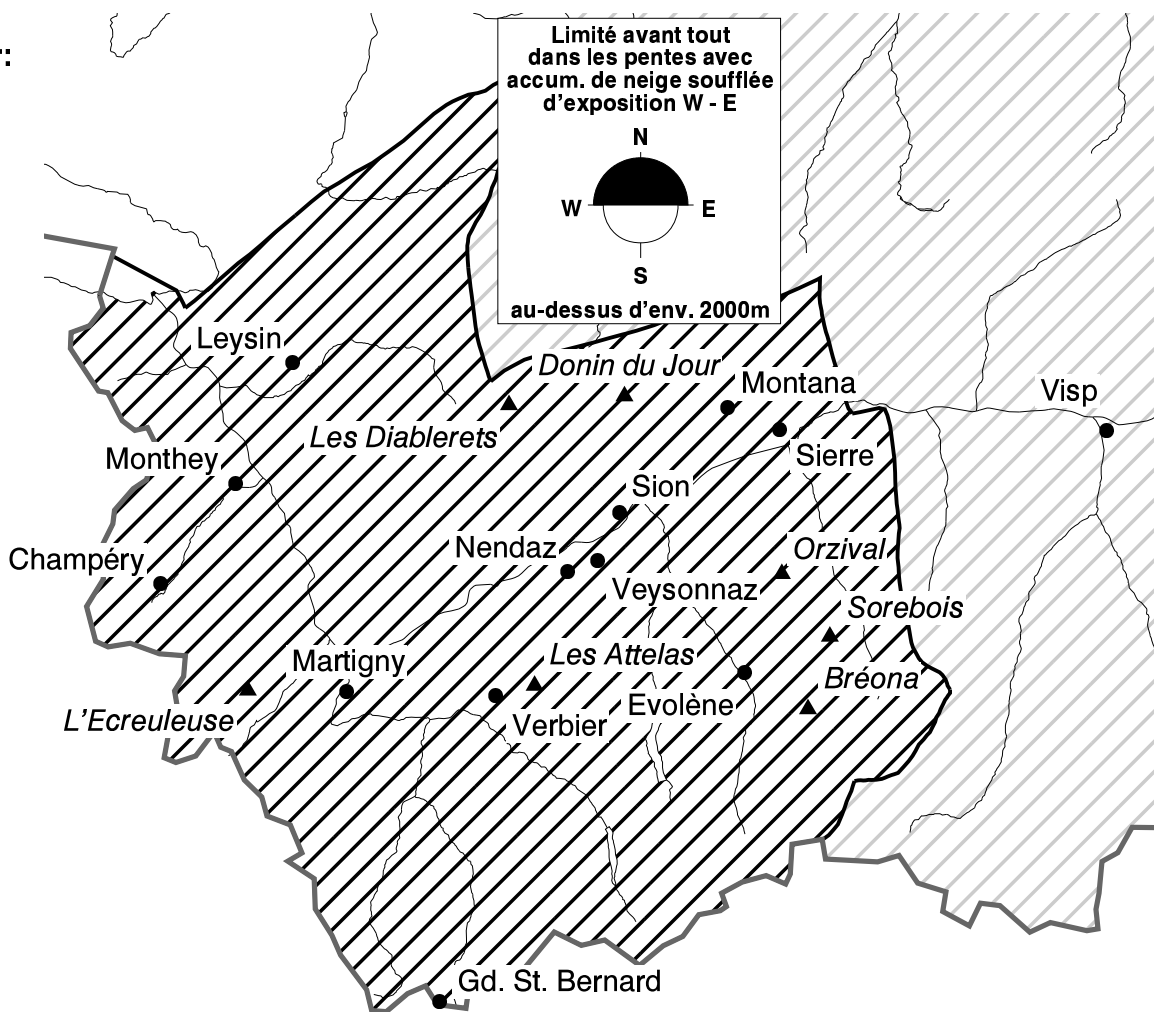 :
Limité avant tout
dans les pentes avec
accum. de neige soufflée
d'exposition W - E
N
W
E
S
au-dessus d'env. 2000m
Leysin
Donin du Jour
Montana
Visp
Les Diablerets
Sierre
Monthey
Sion
Nendaz
Orzival
Champéry
Veysonnaz
Sorebois
Martigny
Les Attelas
Bréona
L'Ecreuleuse
Verbier
Evolène
Gd. St. Bernard